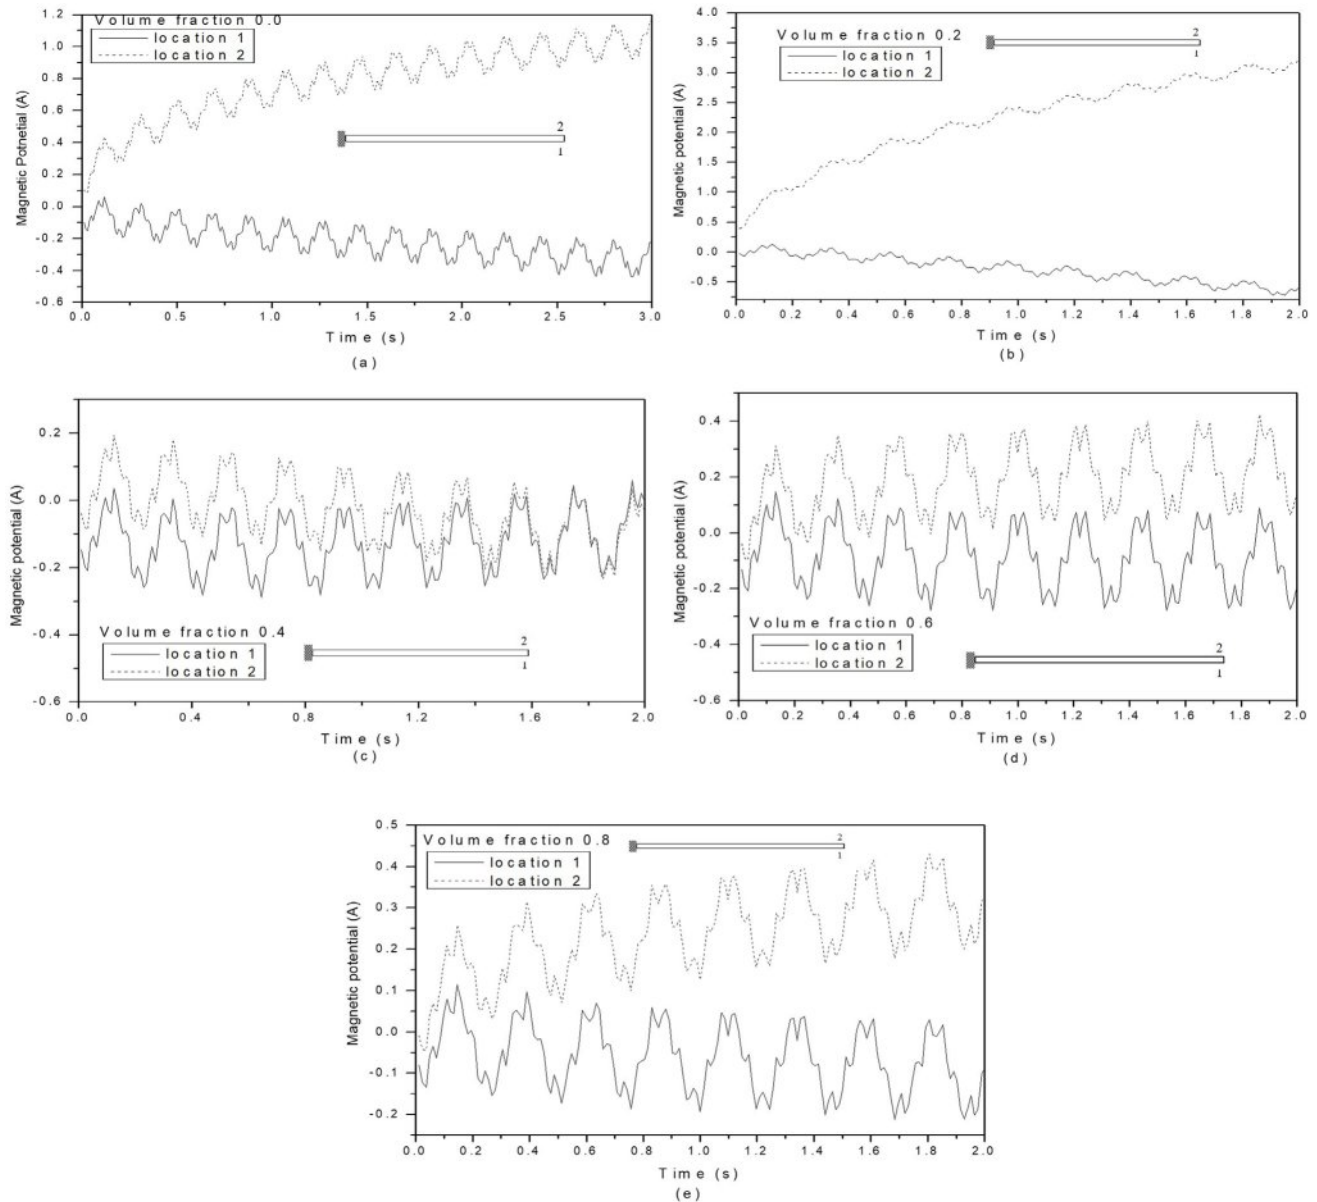 Volume fraction 0.0
location 1
location 2
1.2
1.0
0.8
0.6
0.4
0.2
0.0
-0.2
-0.4
-0.6
Magnetic Potnetial (A)
2
1
0.0 0.5 1.0 1.5 2.0 2.5 3.0
Time (s)
(a)
Volume fraction 0.2
location 1
location 2
4.0
3.5
3.0
2.5
2.0
1.5
1.0
0.5
0.0
-0.5
Magnetic potential (A)
2
1
0.0 0.2 0.4 0.6 0.8 1.0 1.2 1.4 1.6 1.8 2.0
Time (s)
(b)
0.2
0.0
-0.2
-0.4
-0.6
Magnetic potential (A)
Volume fraction 0.4
location 1
location 2
2
1
0.0 0.4 0.8 1.2 1.6 2.0
Time (s)
(c)
0.4
0.2
0.0
-0.2
-0.4
-0.6
Magnetic potential (A)
Volume fraction 0.6
location 1
location 2
2
1
0.0 0.2 0.4 0.6 0.8 1.0 1.2 1.4 1.6 1.8 2.0
Time (s)
(d)
Volume fraction 0.8
location 1
location 2
0.5
0.4
0.3
0.2
0.1
0.0
-0.1
-0.2
Magnetic potential (A)
2
1
0.0 0.2 0.4 0.6 0.8 1.0 1.2 1.4 1.6 1.8 2.0
Time (s)
(e)